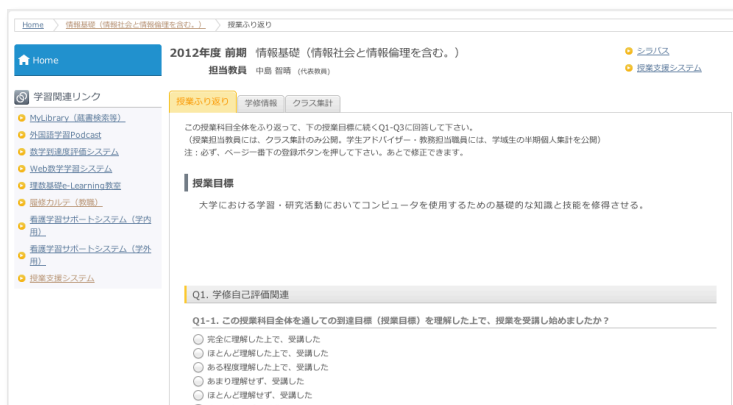 Home 情報基礎（情報社会と情報倫理を含む。） 授業ふり返り
Home
2012年度 前期 情報基礎（情報社会と情報倫理を含む。）
担当教員 中島 智晴 (代表教員)
シラバス
授業支援システム
学習関連リンク
MyLibrary（蔵書検索等）
外国語学習Podcast
数学到達度評価システム
Web数学学習システム
理数基礎e-Learning教室
履修カルテ（教職）
看護学習サポートシステム（学内
用）
看護学習サポートシステム（学外
用）
授業支援システム
授業ふり返り 学修情報 クラス集計
この授業科目全体をふり返って、下の授業目標に続くQ1-Q3に回答して下さい。
（授業担当教員には、クラス集計のみ公開。学生アドバイザー・教務担当職員には、学域生の半期個人集計を公開）
注：必ず、ページ一番下の登録ボタンを押して下さい。あとで修正できます。
授業目標
大学における学習・研究活動においてコンピュータを使用するための基礎的な知識と技能を修得させる。
Q1. 学修自己評価関連
Q1-1. この授業科目全体を通しての到達目標（授業目標）を理解した上で、授業を受講し始めましたか？
完全に理解した上で、受講した
ほとんど理解した上で、受講した
ある程度理解した上で、受講した
あまり理解せず、受講した
ほとんど理解せず、受講した